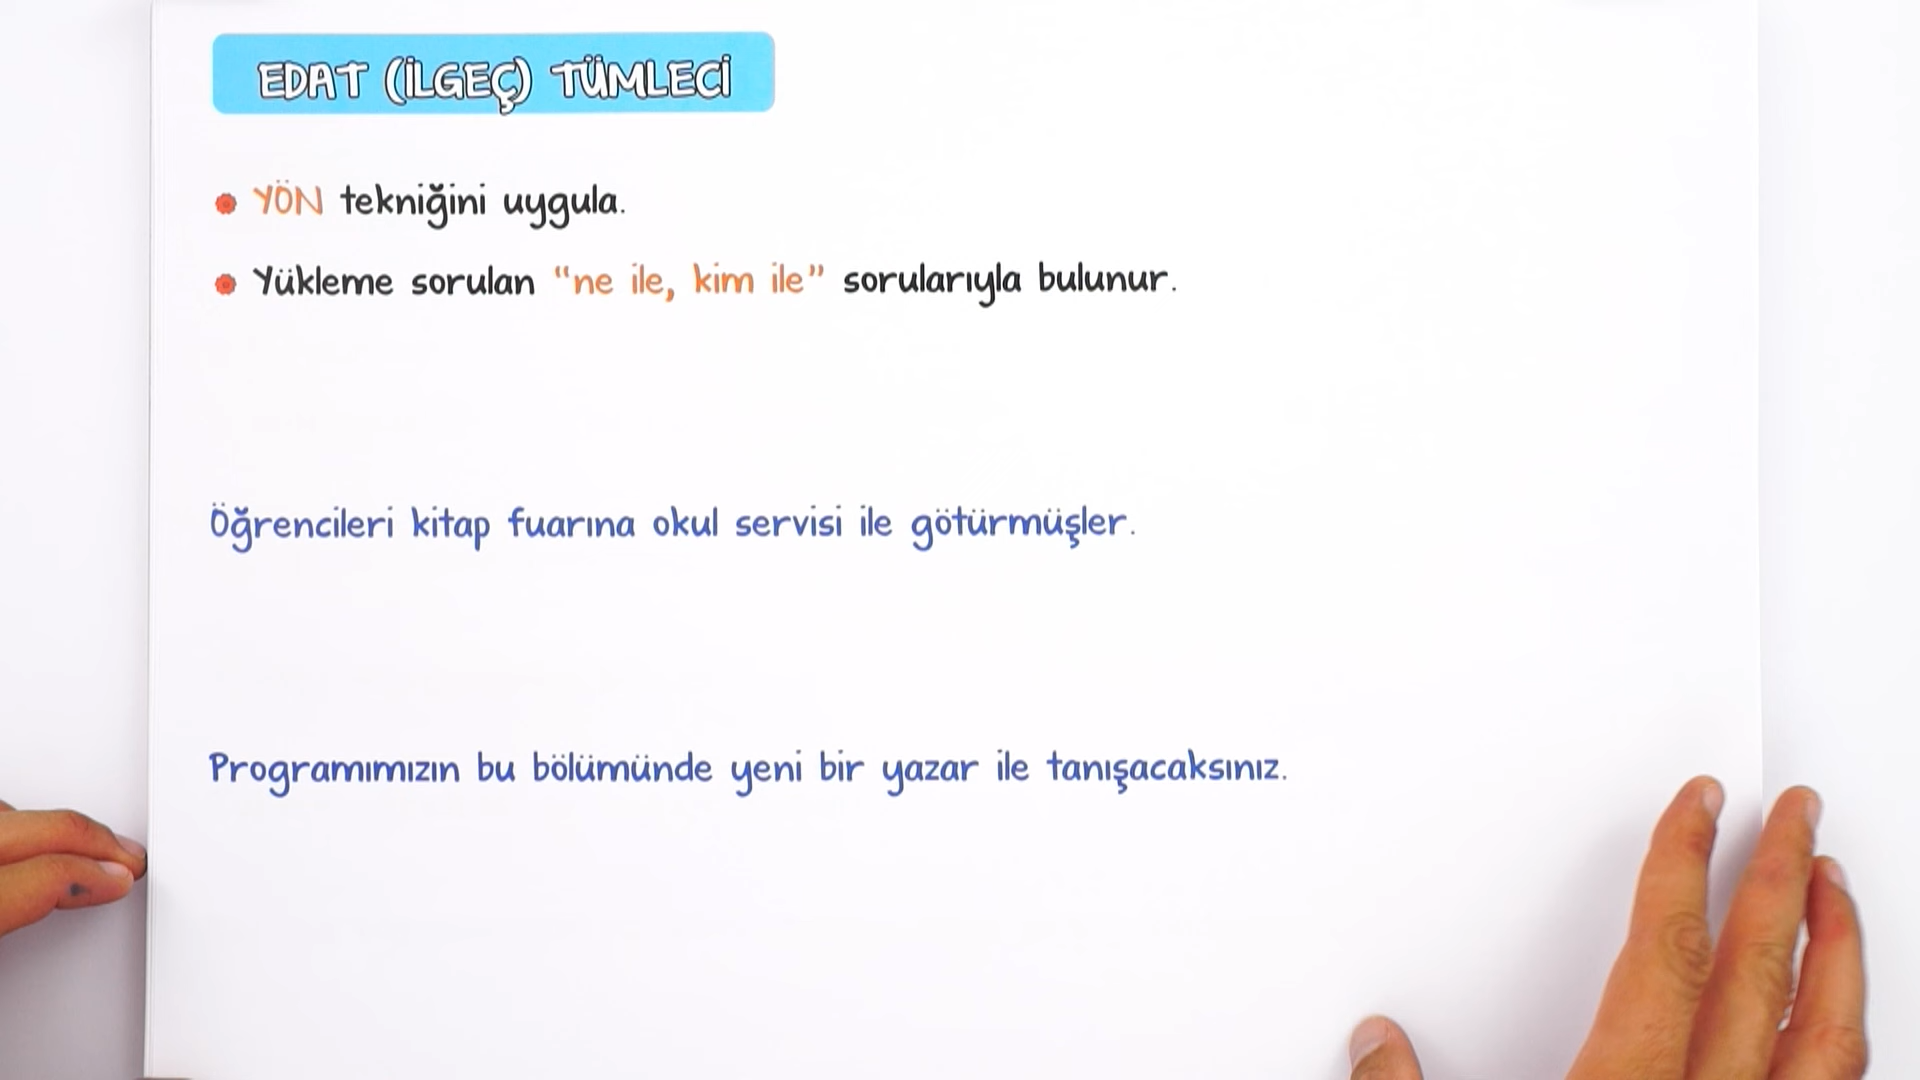 EDAT (İLGEÇ) TÜMLECİ
YÖN tekniğini uygula.
Yükleme sorulan “ne ile, kim ile” sorularıyla bulunur.
Öğrencileri kitap fuarına okul servisi ile götürmüşler.
Programımızın bu bölümünde yeni bir yazar ile tanışacaksınız.